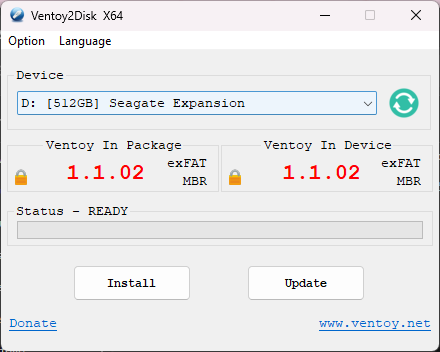 Ventoy2Disk X64
Option Language
Device
D: [512GB] Seagate Expansion
Ventoy In Package
1.1.02
exFAT
MBR
Ventoy In Device
1.1.02
exFAT
MBR
Status - READY
Install
Update
Donate
www.ventoy.net